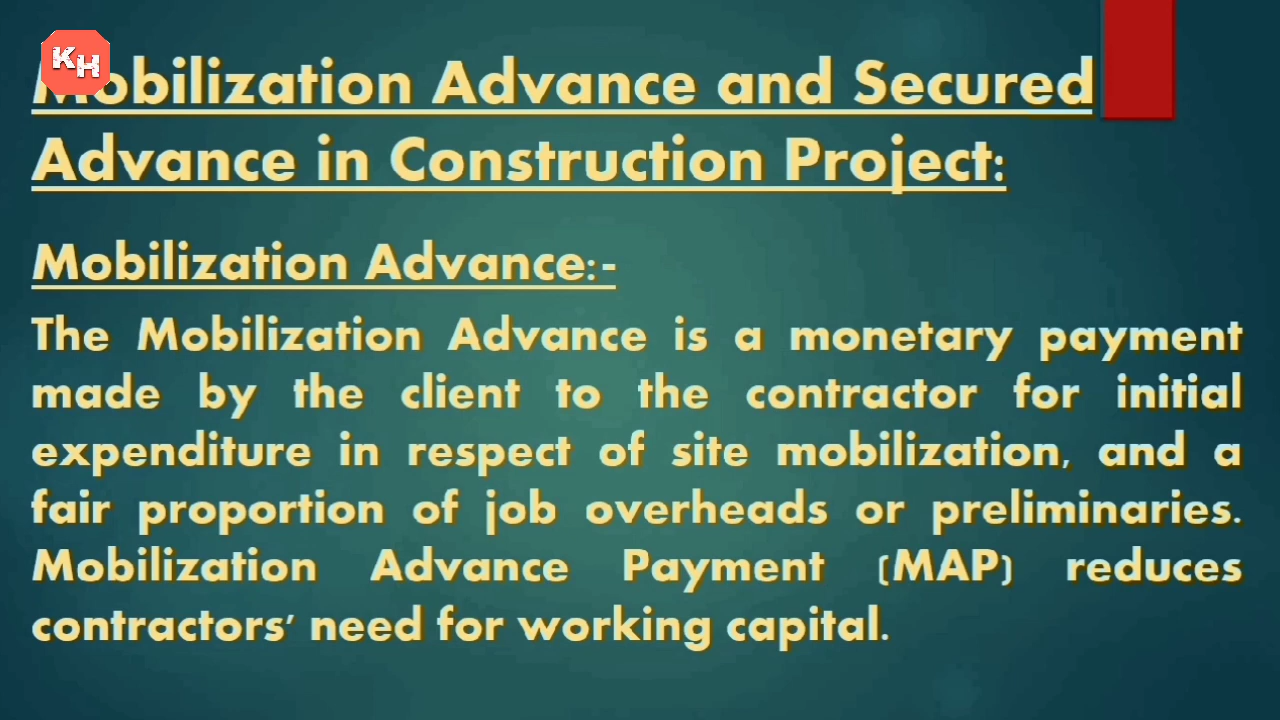 KH
Mobilization Advance and Secured
Advance in Construction Project:
Mobilization Advance:-
The Mobilization Advance is a monetary payment
made by the client to the contractor for initial
expenditure in respect of site mobilization, and a
fair proportion of job overheads or preliminaries.
Mobilization Advance Payment (MAP) reduces
contractors' need for working capital.